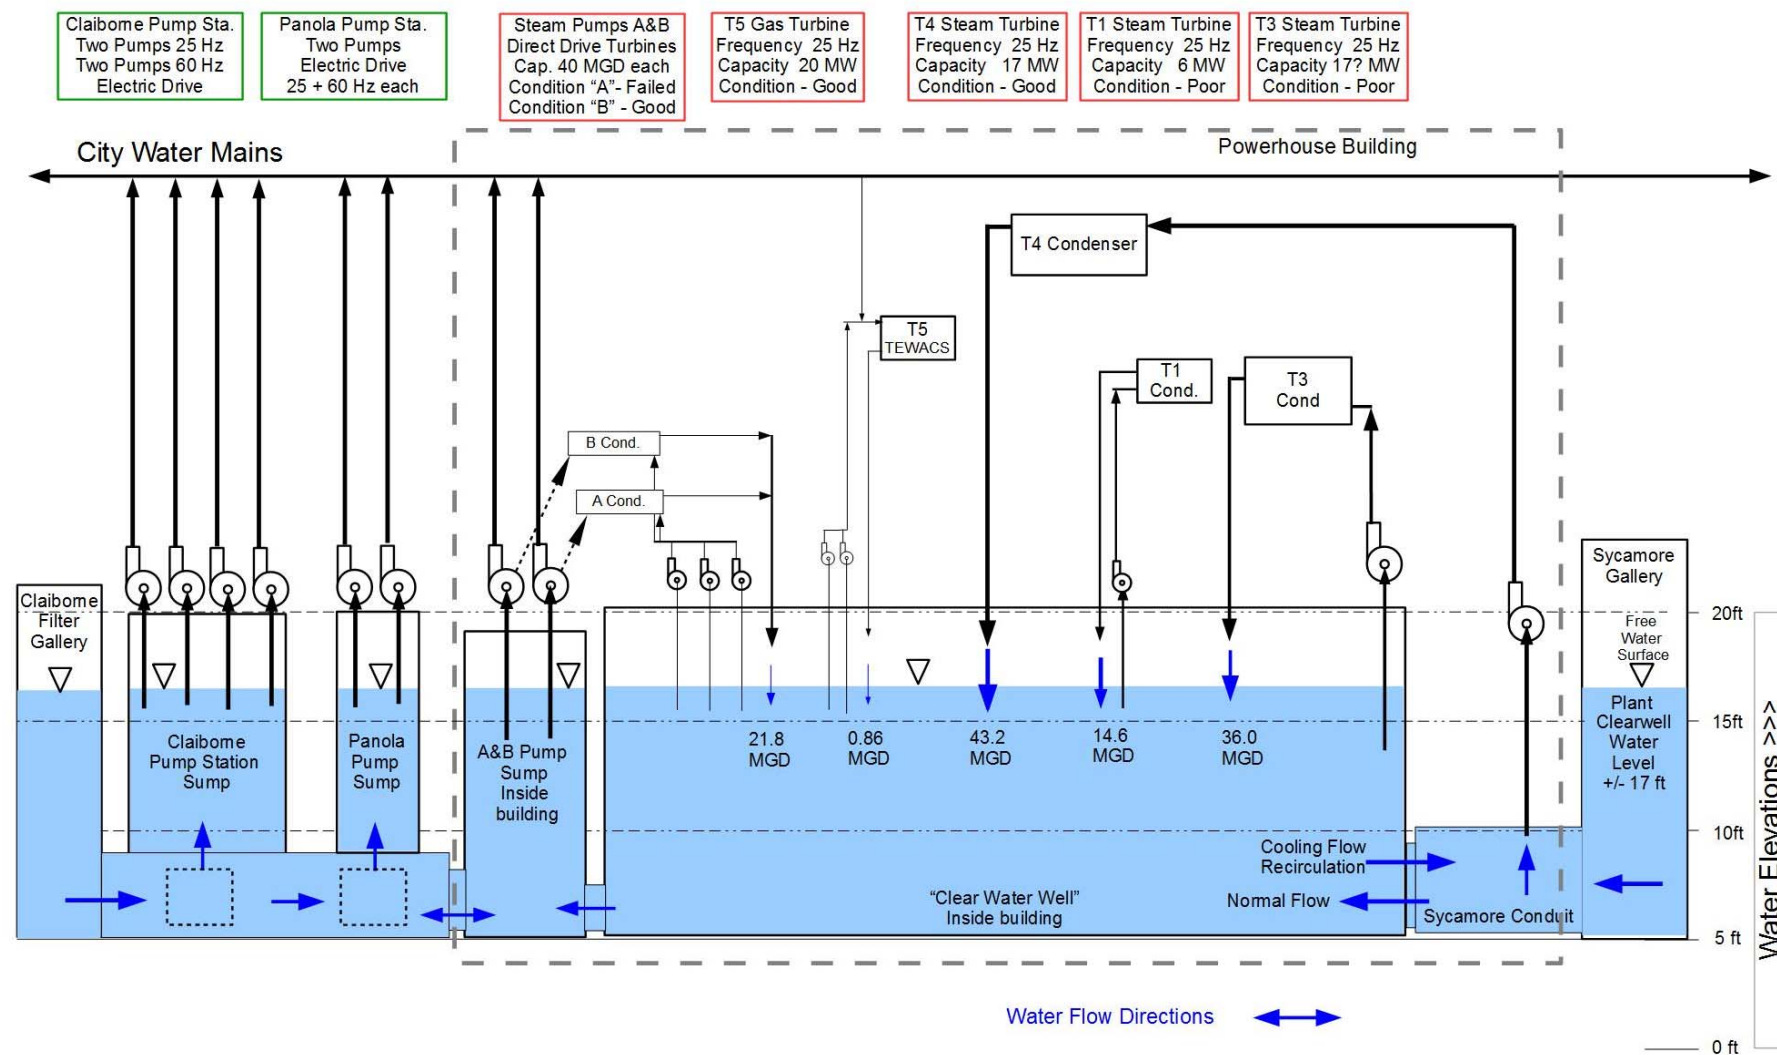 Claiborne Pump Sta.
Two Pumps 25 Hz
Two Pumps 60 Hz
Electric Drive
Panola Pump Sta.
Two Pumps
Electric Drive
25 + 60 Hz each
Steam Pumps A&B
Direct Drive Turbines
Cap. 40 MGD each
Condition “A”- Failed
Condition “B” - Good
T5 Gas Turbine
Frequency 25 Hz
Capacity 20 MW
Condition - Good
T4 Steam Turbine
Frequency 25 Hz
Capacity 17 MW
Condition - Good
T1 Steam Turbine
Frequency 25 Hz
Capacity 6 MW
Condition - Poor
T3 Steam Turbine
Frequency 25 Hz
Capacity 17? MW
Condition - Poor
City Water Mains
Powerhouse Building
T4 Condenser
T5
TEWACS
T1
Cond.
T3
Cond
B Cond.
A Cond.
Claiborne
Filter
Gallery
Sycamore
Gallery
Free
Water
Surface
Plant
Clearwell
Water
Level
+/- 17 ft
20ft
15ft
10ft
5 ft
0 ft
Water Elevations >>>
Claiborne
Pump Station
Sump
Panola
Pump
Sump
A&B Pump
Sump
Inside
building
21.8
MGD
0.86
MGD
43.2
MGD
14.6
MGD
36.0
MGD
Cooling Flow
Recirculation
Normal Flow
“Clear Water Well”
Inside building
Sycamore Conduit
Water Flow Directions